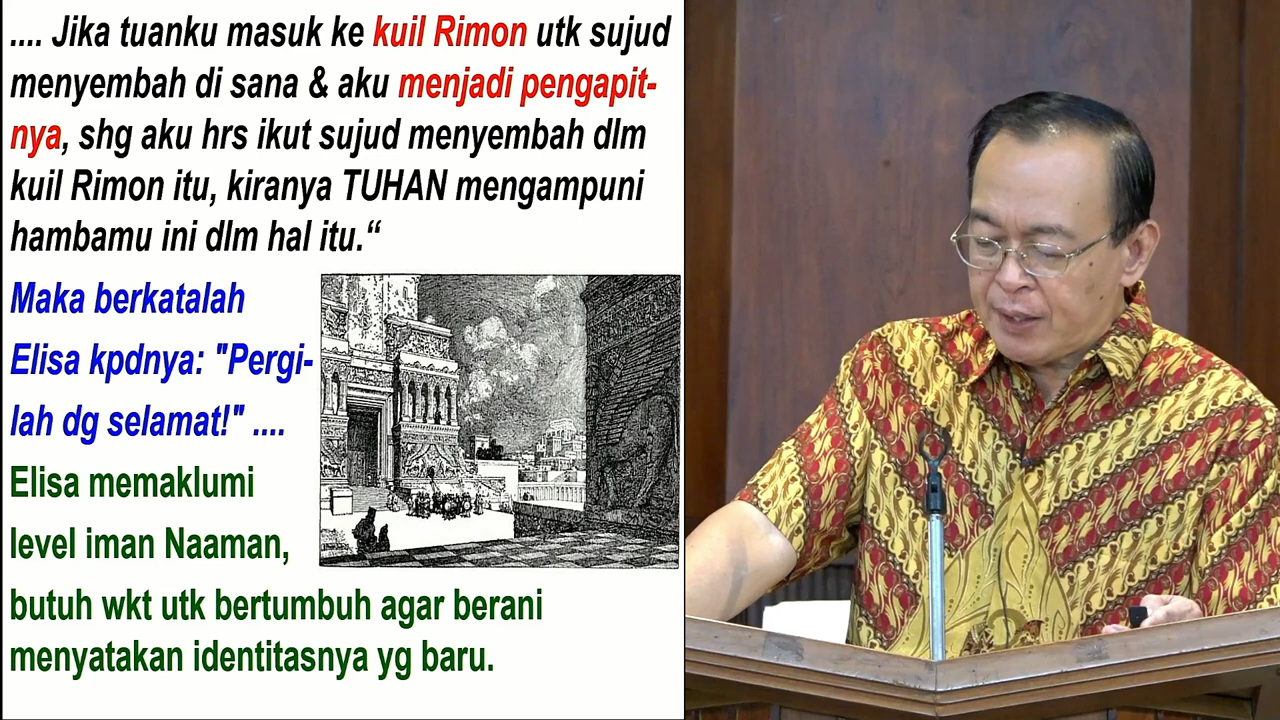 .... Jika tuanku masuk ke kuil Rimon utk sujud
menyembah di sana & aku menjadi pengapit-
nya, shg aku hrs ikut sujud menyembah dlm
kuil Rimon itu, kiranya TUHAN mengampuni
hambamu ini dlm hal itu.“
Maka berkatalah
Elisa kpdnya: "Pergi-
lah dg selamat!" ....
Elisa memaklumi
level iman Naaman,
butuh wkt utk bertumbuh agar berani
menyatakan identitasnya yg baru.